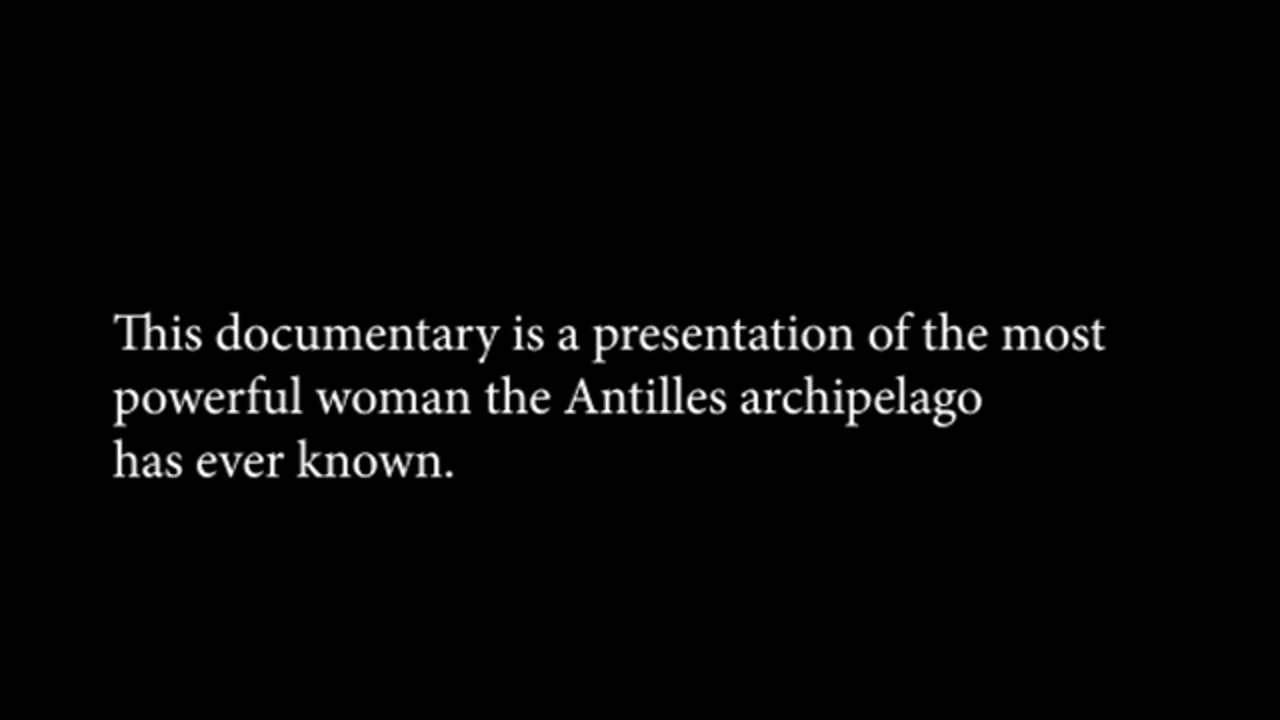 This documentary is a presentation of the most
powerful woman the Antilles archipelago
has ever known.